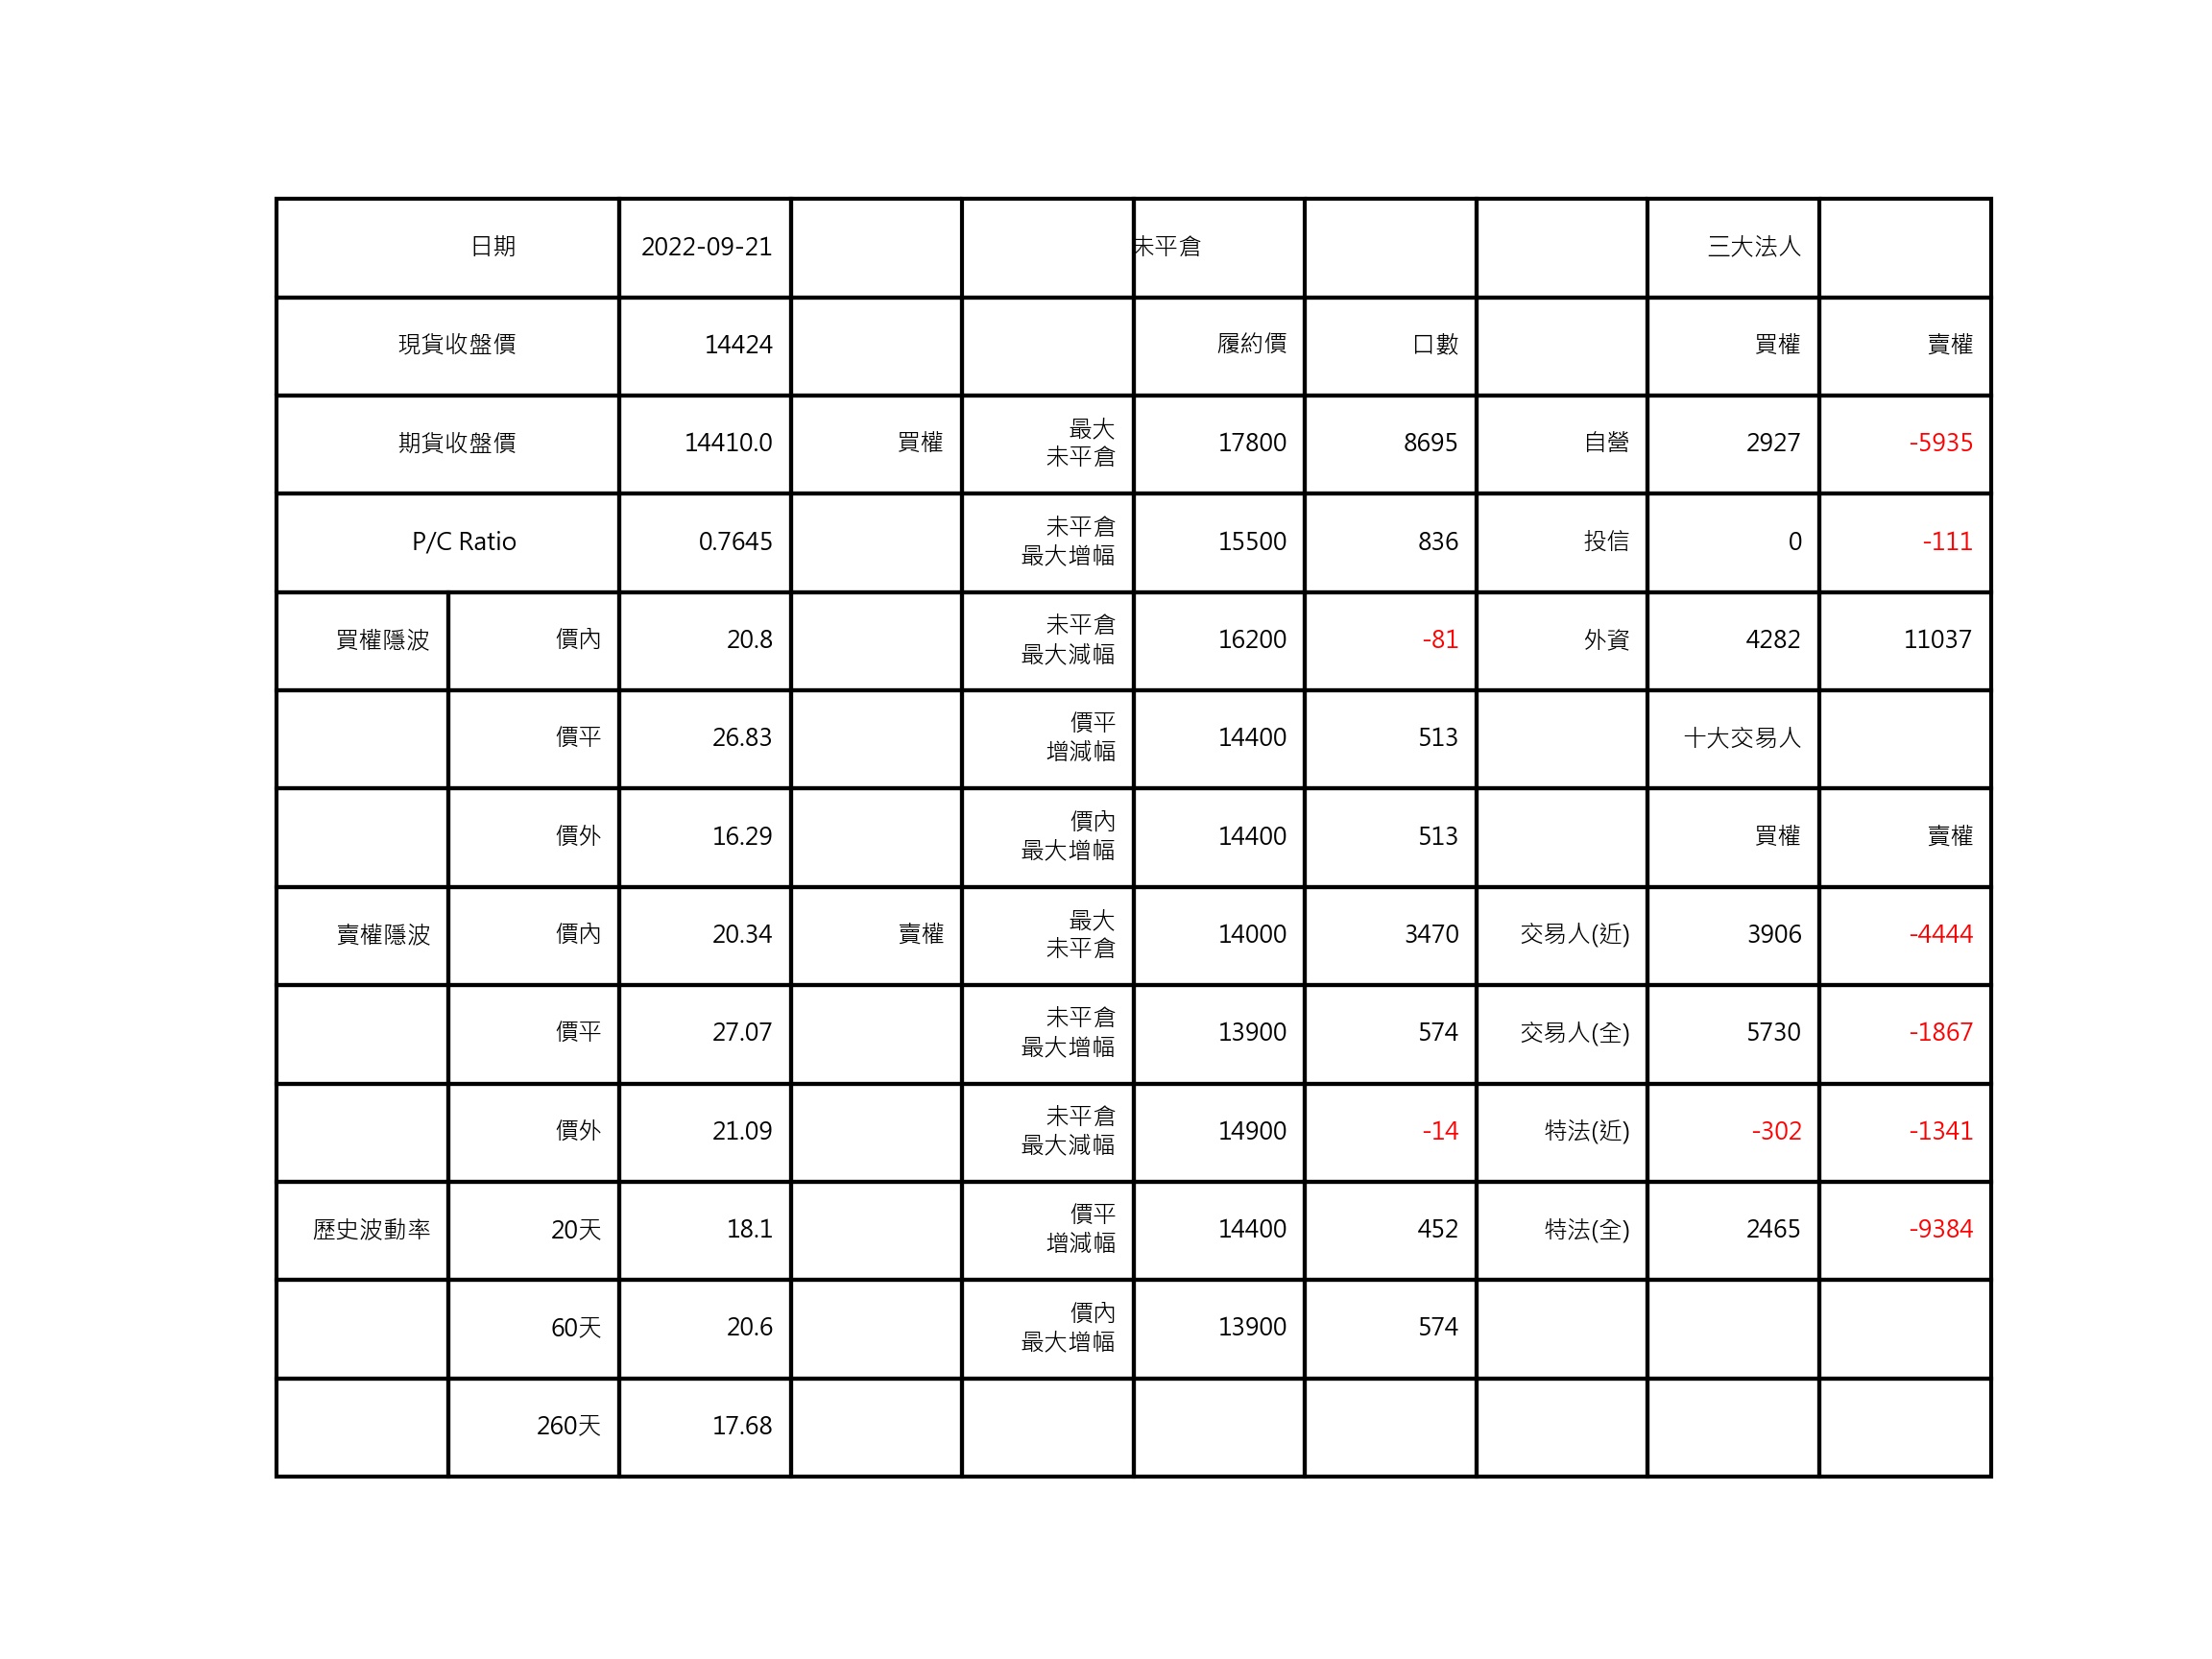 日期 2022-09-21 未平倉 三大法人
現貨收盤價 14424 履約價 口數 買權 賣權
期貨收盤價 14410.0 買權 最大 未平倉 17800 8695 自營 2927 -5935
P/C Ratio 0.7645 未平倉 最大增幅 15500 836 投信 0 -111
買權隱波 價內 20.8 未平倉 最大減幅 16200 -81 外資 4282 11037
價平 26.83 價平 增減幅 14400 513 十大交易人
價外 16.29 價內 最大增幅 14400 513 買權 賣權
賣權隱波 價內 20.34 賣權 最大 未平倉 14000 3470 交易人(近) 3906 -4444
價平 27.07 未平倉 最大增幅 13900 574 交易人(全) 5730 -1867
價外 21.09 未平倉 最大減幅 14900 -14 特法(近) -302 -1341
歷史波動率 20天 18.1 價平 增減幅 14400 452 特法(全) 2465 -9384
60天 20.6 價內 最大增幅 13900 574
260天 17.68